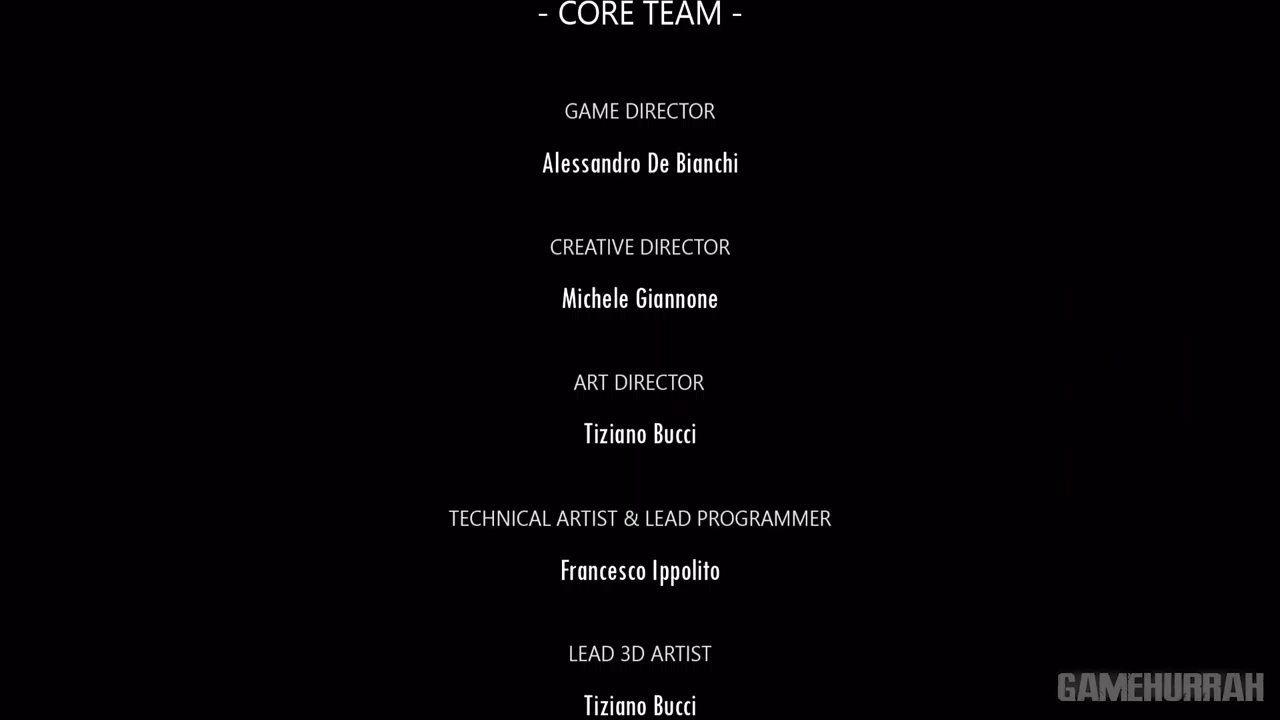 - CORE TEAM -
GAME DIRECTOR
Alessandro De Bianchi
CREATIVE DIRECTOR
Michele Giannone
ART DIRECTOR
Tiziano Bucci
TECHNICAL ARTIST & LEAD PROGRAMMER
Francesco Ippolito
LEAD 3D ARTIST
Tiziano Bucci
GAMEHURRAH